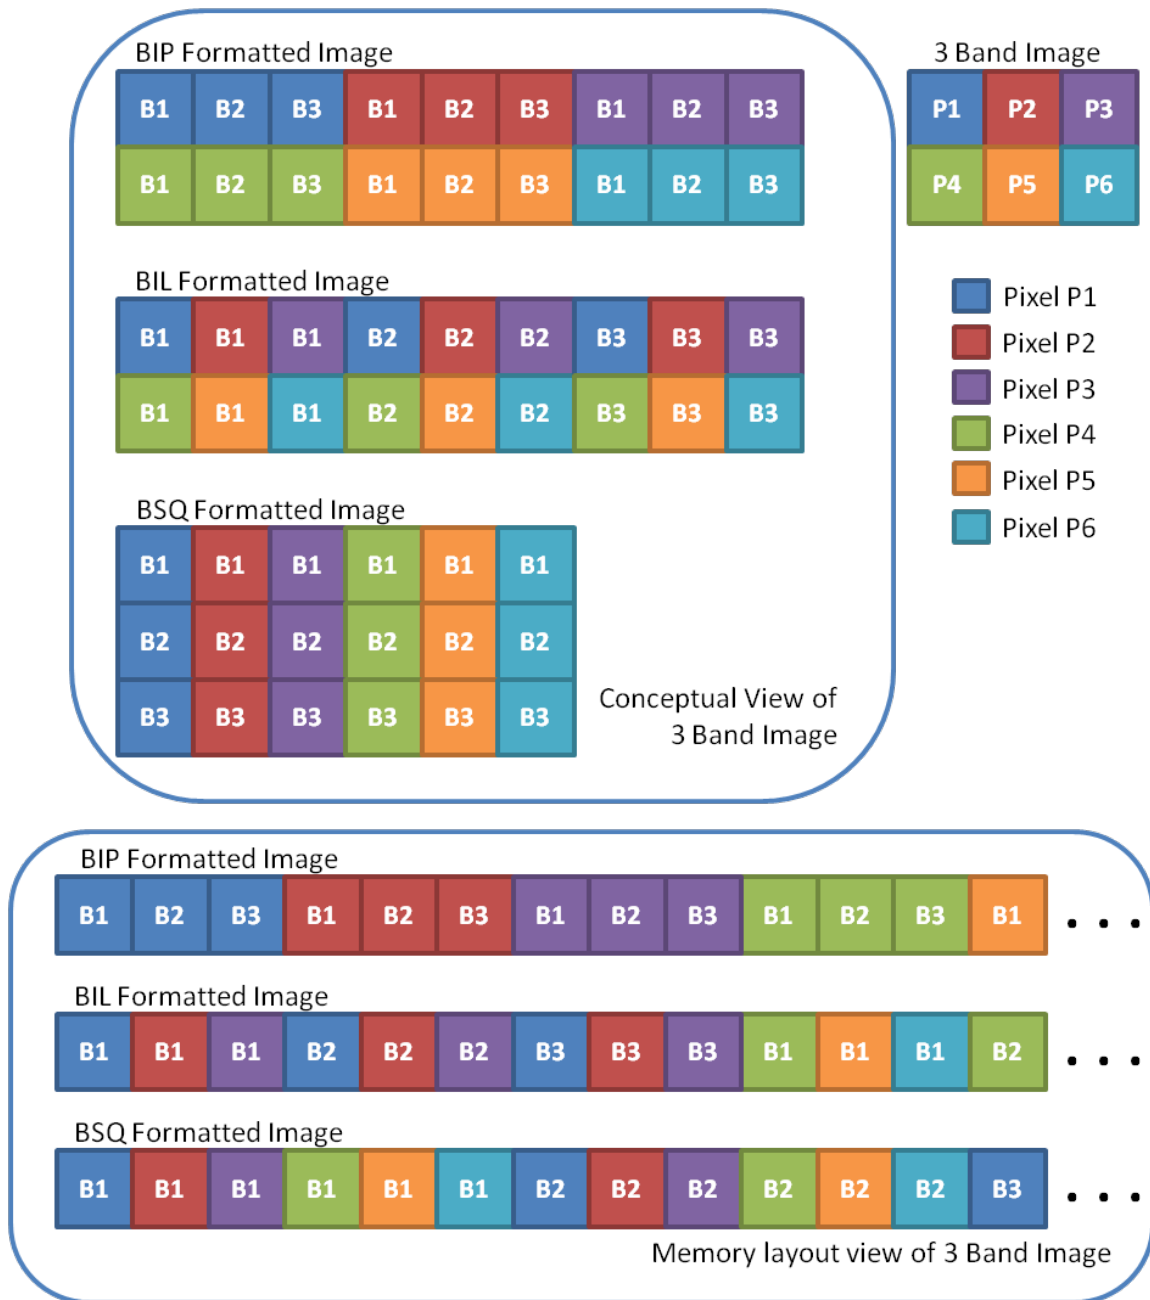 BIP Formatted Image
B1 B2 B3 B1 B2 B3 B1 B2 B3
B1 B2 B3 B1 B2 B3 B1 B2 B3
BIL Formatted Image
B1 B1 B1 B2 B2 B2 B3 B3 B3
B1 B1 B1 B2 B2 B2 B3 B3 B3
BSQ Formatted Image
B1 B1 B1 B1 B1 B1
B2 B2 B2 B2 B2 B2
B3 B3 B3 B3 B3 B3
Conceptual View of
3 Band Image
3 Band Image
P1 P2 P3
P4 P5 P6
Pixel P1
Pixel P2
Pixel P3
Pixel P4
Pixel P5
Pixel P6
BIP Formatted Image
B1 B2 B3 B1 B2 B3 B1 B2 B3 B1 B2 B3 B1 . . .
BIL Formatted Image
B1 B1 B1 B2 B2 B2 B3 B3 B3 B1 B1 B1 B2 . . .
BSQ Formatted Image
B1 B1 B1 B1 B1 B1 B2 B2 B2 B2 B2 B2 B3 . . .
Memory layout view of 3 Band Image